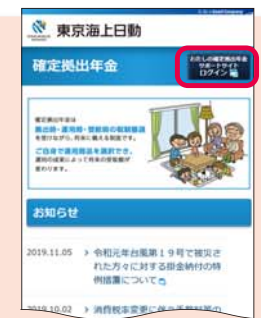 東京海上日動
確定拠出年金
わたしの確定拠出年金
サポートサイト
ログイン
確定拠出年金は
拠出時・運用時・受給時の税制優遇
を受けながら、将来に備える制度です。
ご自身で運用商品を選択でき、
運用の成果によって将来の受取額が
変わります。
お知らせ
2019.11.05 > 令和元年台風第19号で被災さ
れた方々に対する掛金納付の特
例措置について
2019.10.02 > 消費税率変更に伴う手数料等の